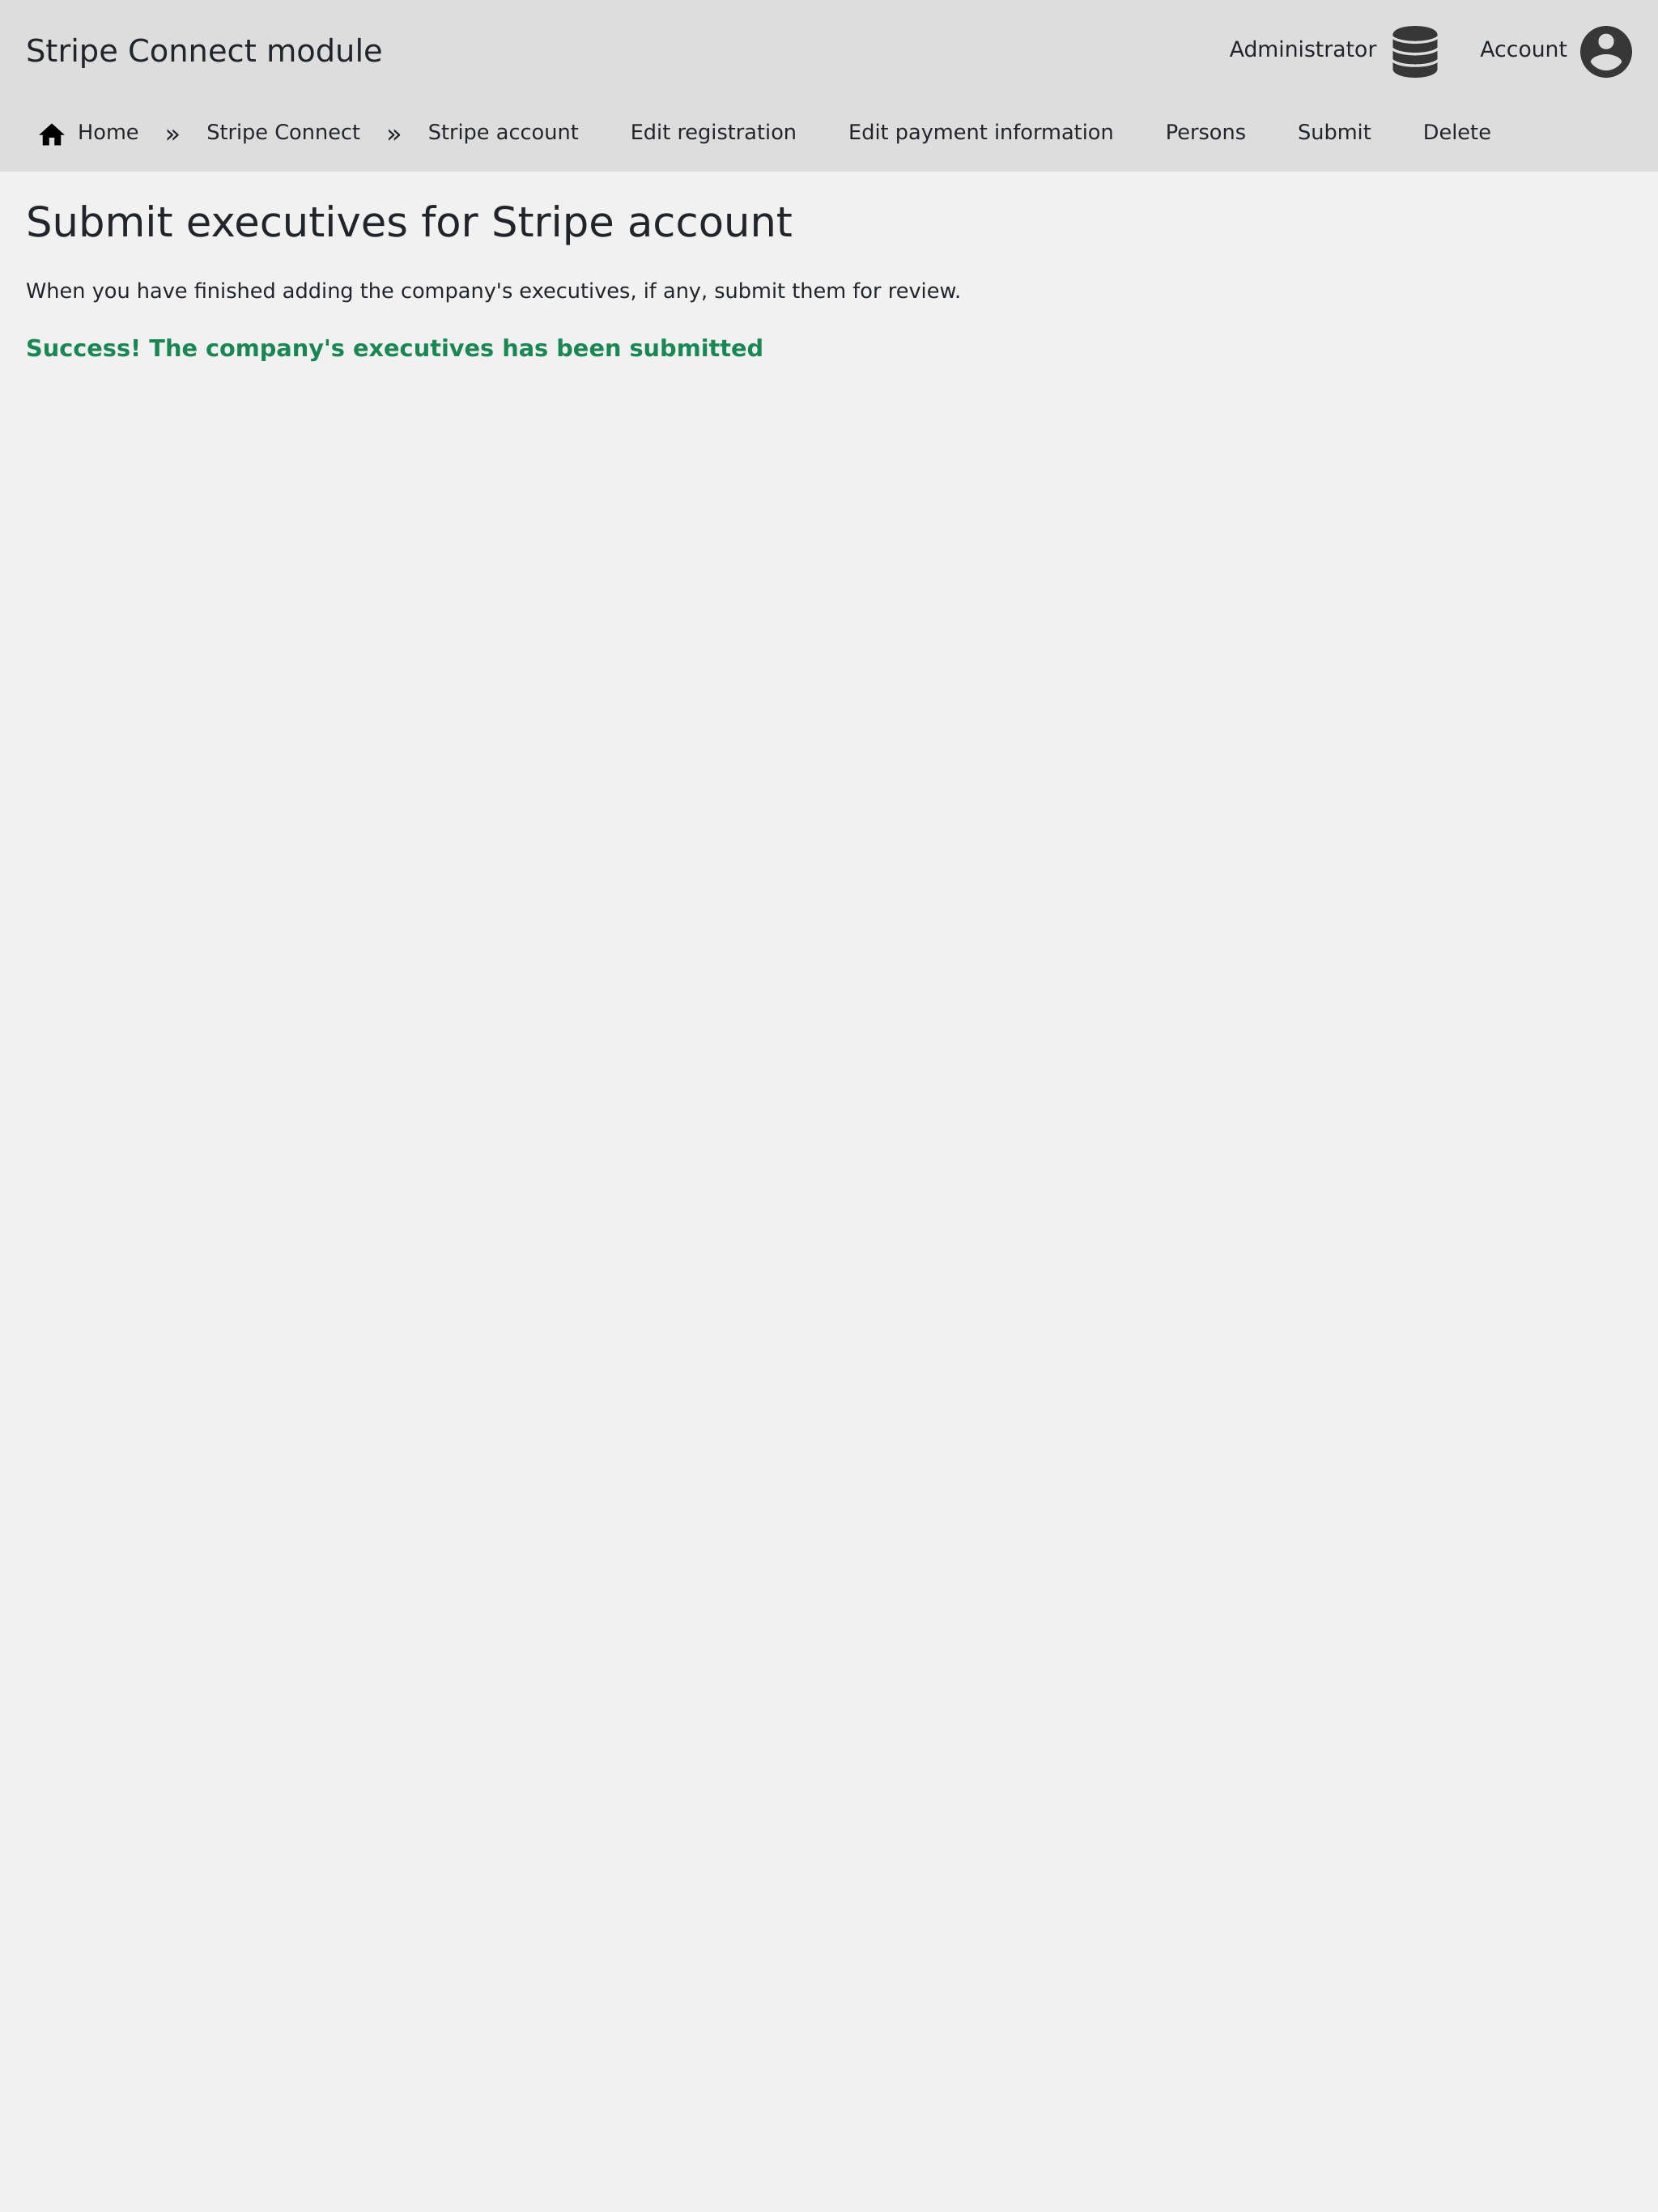 Stripe Connect module
Administrator
Account
Home » Stripe Connect » Stripe account Edit registration Edit payment information Persons Submit Delete
Submit executives for Stripe account
When you have finished adding the company's executives, if any, submit them for review.
Success! The company's executives has been submitted